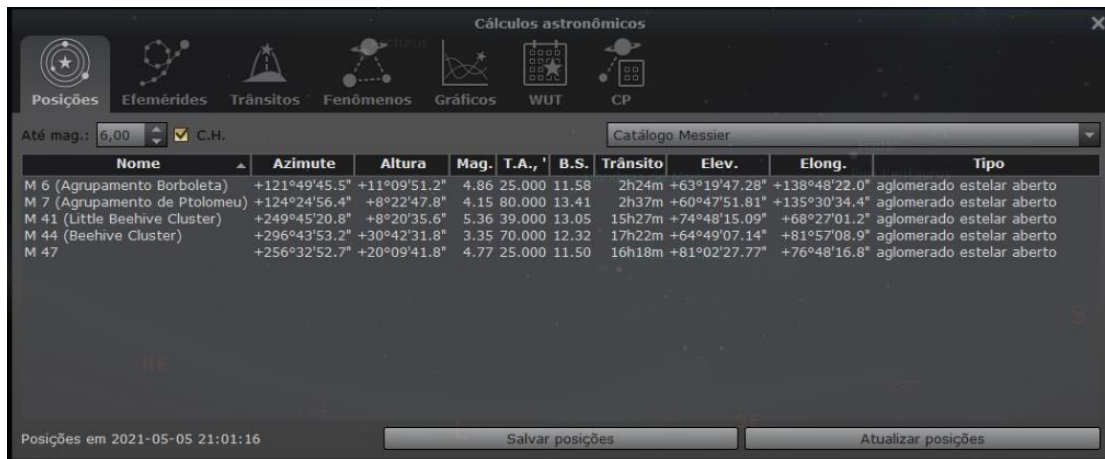 Cálculos astronômicos
Posições Efemérides Trânsitos Fenômenos Gráficos WUT CP
Até mag.: 6,00 C.H. Catálogo Messier
Nome Azimute Altura Mag. T.A., ' B.S. Trânsito Elev. Elong. Tipo
M 6 (Agrupamento Borboleta) +121°49'45.5" +11°09'51.2" 4.86 25.000 11.58 2h24m +63°19'47.28" +138°48'22.0" aglomerado estelar aberto
M 7 (Agrupamento de Ptolomeu) +124°24'56.4" +8°22'47.8" 4.15 80.000 13.41 2h37m +60°47'51.81" +135°30'34.4" aglomerado estelar aberto
M 41 (Little Beehive Cluster) +249°45'20.8" +8°20'35.6" 5.36 39.000 13.05 15h27m +74°48'15.09" +68°27'01.2" aglomerado estelar aberto
M 44 (Beehive Cluster) +296°43'53.2" +30°42'31.8" 3.35 70.000 12.32 17h22m +64°49'07.14" +81°57'08.9" aglomerado estelar aberto
M 47 +256°32'52.7" +20°09'41.8" 4.77 25.000 11.50 16h18m +81°02'27.77" +76°48'16.8" aglomerado estelar aberto
S
NE
SE
Posições em 2021-05-05 21:01:16 Salvar posições Atualizar posições